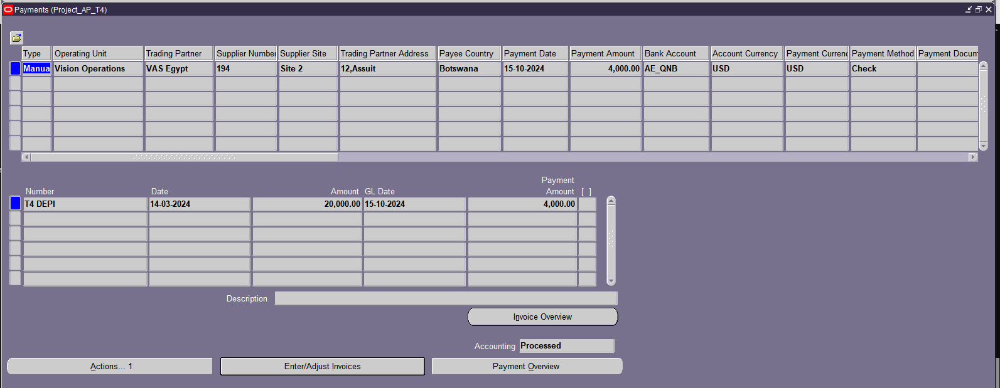 Payments (Project_AP_T4)
Type Operating Unit Trading Partner Supplier Number Supplier Site Trading Partner Address Payee Country Payment Date Payment Amount Bank Account Account Currency Payment Curren Payment Method Payment Docum
Manua Vision Operations VAS Egypt 194 Site 2 12,Assuit Botswana 15-10-2024 4,000.00 AE_QNB USD USD Check
Payment
Number Date Amount GL Date Amount [ ]
T4 DEPI 14-03-2024 20,000.00 15-10-2024 4,000.00
Description
Invoice Overview
Accounting Processed
Actions... 1 Enter/Adjust Invoices Payment Overview